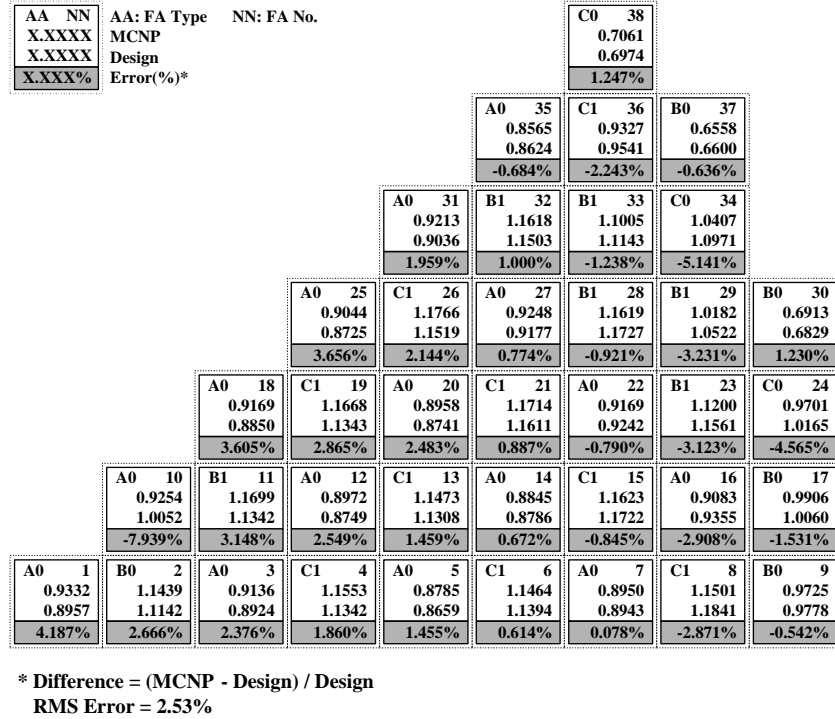 AA NN AA: FA Type NN: FA No.
X.XXXX MCNP
X.XXXX Design
X.XXX% Error(%)*
C0 38
0.7061
0.6974
1.247%
A0 35 C1 36 B0 37
0.8565 0.9327 0.6558
0.8624 0.9541 0.6600
-0.684% -2.243% -0.636%
A0 31 B1 32 B1 33 C0 34
0.9213 1.1618 1.1005 1.0407
0.9036 1.1503 1.1143 1.0971
1.959% 1.000% -1.238% -5.141%
A0 25 C1 26 A0 27 B1 28 B1 29 B0 30
0.9044 1.1766 0.9248 1.1619 1.0182 0.6913
0.8725 1.1519 0.9177 1.1727 1.0522 0.6829
3.656% 2.144% 0.774% -0.921% -3.231% 1.230%
A0 18 C1 19 A0 20 C1 21 A0 22 B1 23 C0 24
0.9169 1.1668 0.8958 1.1714 0.9169 1.1200 0.9701
0.8850 1.1343 0.8741 1.1611 0.9242 1.1561 1.0165
3.605% 2.865% 2.483% 0.887% -0.790% -3.123% -4.565%
A0 10 B1 11 A0 12 C1 13 A0 14 C1 15 A0 16 B0 17
0.9254 1.1699 0.8972 1.1473 0.8845 1.1623 0.9083 0.9906
1.0052 1.1342 0.8749 1.1308 0.8786 1.1722 0.9355 1.0060
-7.939% 3.148% 2.549% 1.459% 0.672% -0.845% -2.908% -1.531%
A0 1 B0 2 A0 3 C1 4 A0 5 C1 6 A0 7 C1 8 B0 9
0.9332 1.1439 0.9136 1.1553 0.8785 1.1464 0.8950 1.1501 0.9725
0.8957 1.1142 0.8924 1.1342 0.8659 1.1394 0.8943 1.1841 0.9778
4.187% 2.666% 2.376% 1.860% 1.455% 0.614% 0.078% -2.871% -0.542%
* Difference = (MCNP - Design) / Design
RMS Error = 2.53%